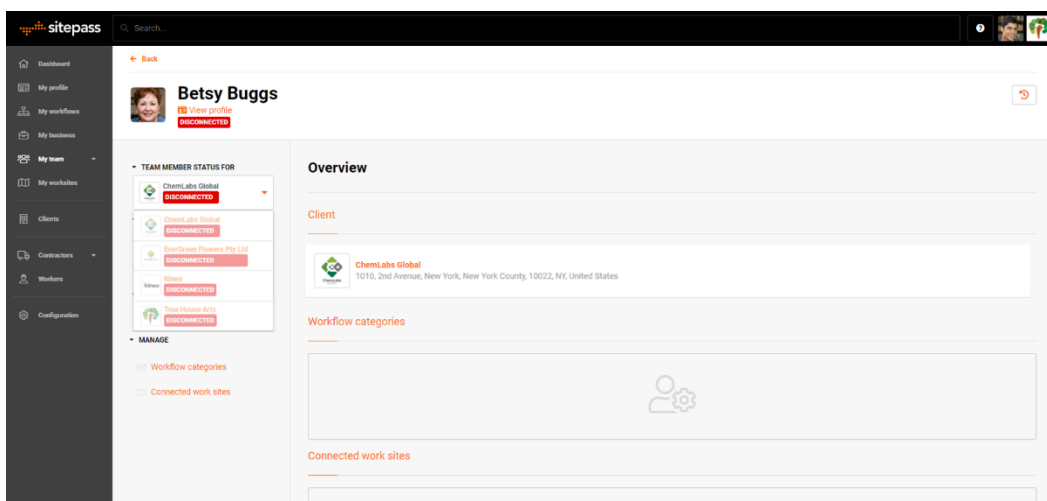 sitepass
Search...
Dashboard
My profile
My workflows
My business
My team
My worksites
Clients
Contractors
Workers
Configuration
← Back
Betsy Buggs
View profile
DISCONNECTED
TEAM MEMBER STATUS FOR
ChemLabs Global
DISCONNECTED
ChemLabs Global
DISCONNECTED
EverGreen Flowers Pty Ltd
DISCONNECTED
Kineo
DISCONNECTED
Tree House Arts
DISCONNECTED
MANAGE
Workflow categories
Connected work sites
Overview
Client
ChemLabs Global
1010, 2nd Avenue, New York, New York County, 10022, NY, United States
Workflow categories
Connected work sites